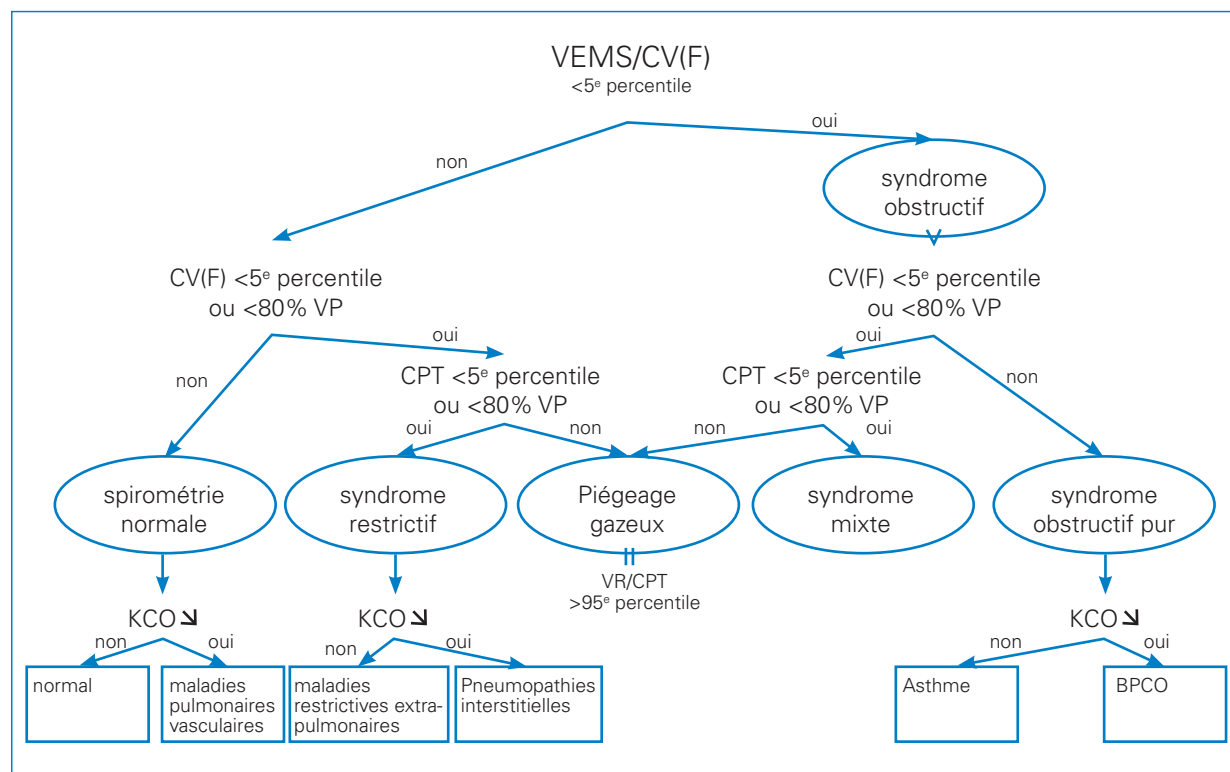 VEMS/CV(F)
<5e percentile
oui
non
syndrome
obstructif
CV(F) <5e percentile
ou <80% VP
CV(F) <5e percentile
ou <80% VP
oui
non
oui
non
CPT <5e percentile
ou <80% VP
CPT <5e percentile
ou <80% VP
oui
non
non
oui
spirométrie
normale
syndrome
restrictif
Piégeage
gazeux
syndrome
mixte
syndrome
obstructif pur
VR/CPT
>95e percentile
KCO ↘
KCO ↘
KCO ↘
non
oui
non
oui
non
oui
normal
maladies
pulmonaires
vasculaires
maladies
restrictives extra-
pulmonaires
Pneumopathies
interstitielles
Asthme
BPCO